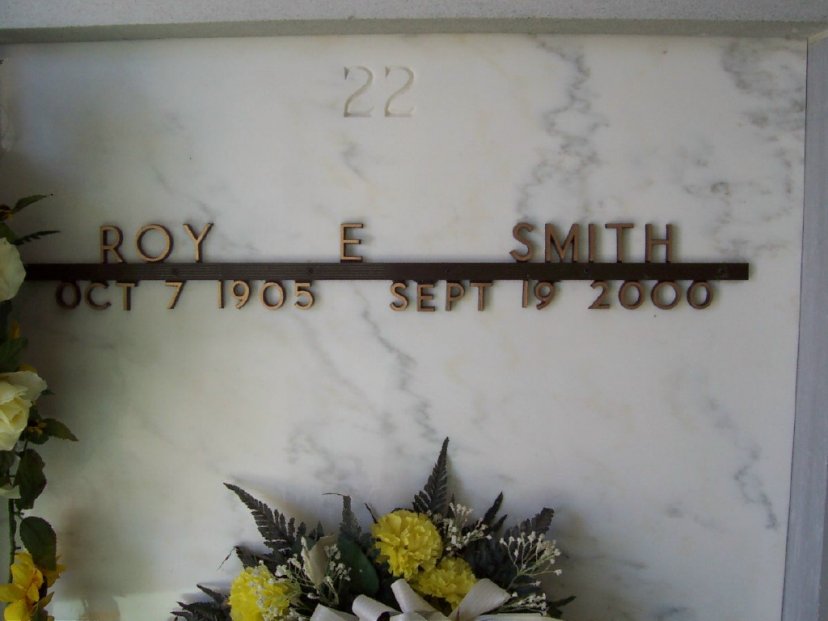 22
ROY E SMITH
OCT 7 1905 SEPT 19 2000